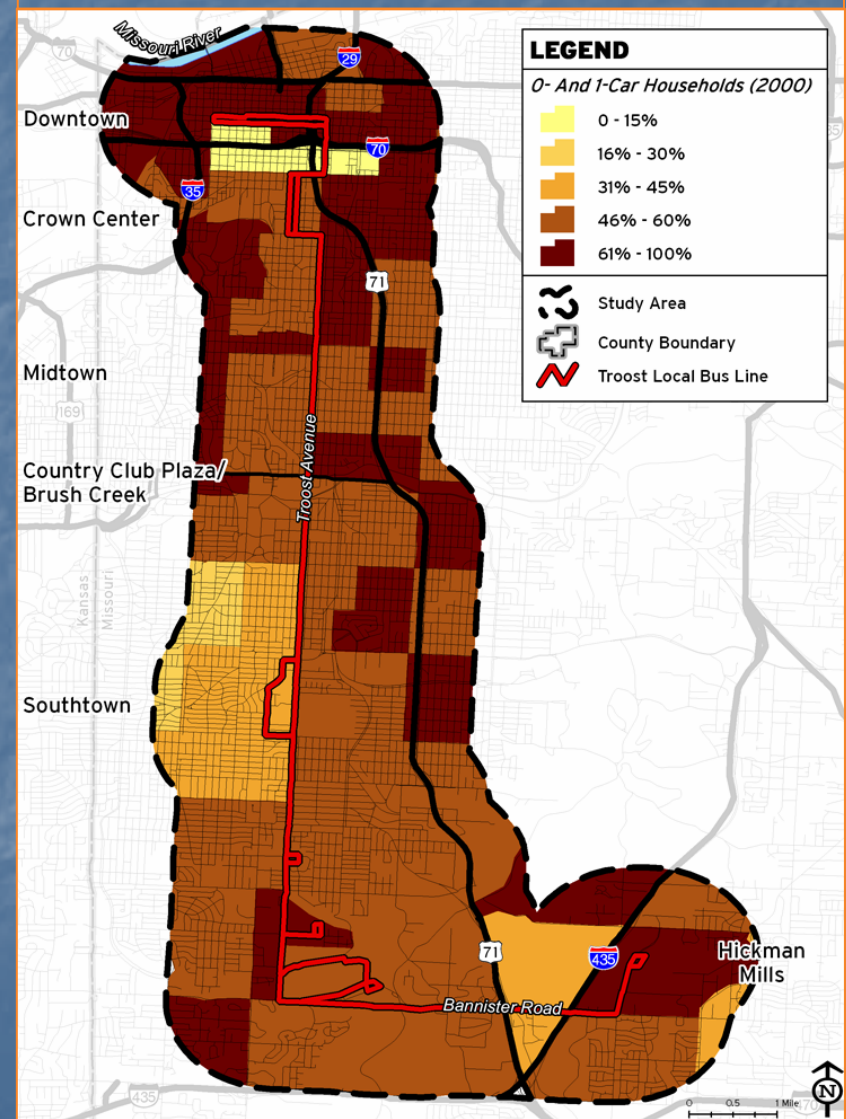 Missouri River
70
29
Downtown
70
35
Crown Center
71
Midtown
169
Troost Avenue
Country Club Plaza/
Brush Creek
Kansas
Missouri
Southtown
71
435
Hickman
Mills
Bannister Road
435
LEGEND
0- And 1-Car Households (2000)
0 - 15%
16% - 30%
31% - 45%
46% - 60%
61% - 100%
Study Area
County Boundary
Troost Local Bus Line
N
0 0.5 1 Mile